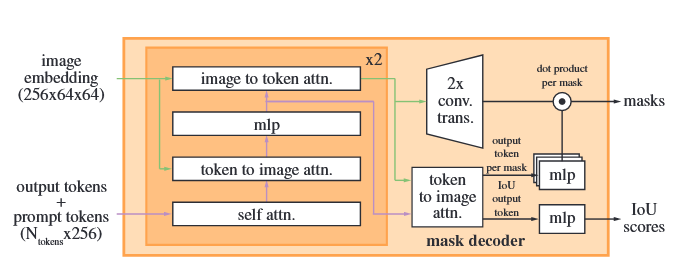 image
embedding
(256x64x64)
output tokens
+
prompt tokens
(N_tokens x256)
x2
image to token attn.
mlp
token to image attn.
self attn.
2x
conv.
trans.
token
to image
attn.
mask decoder
dot product
per mask
output
token
per mask
IoU
output
token
mlp
mlp
masks
IoU
scores